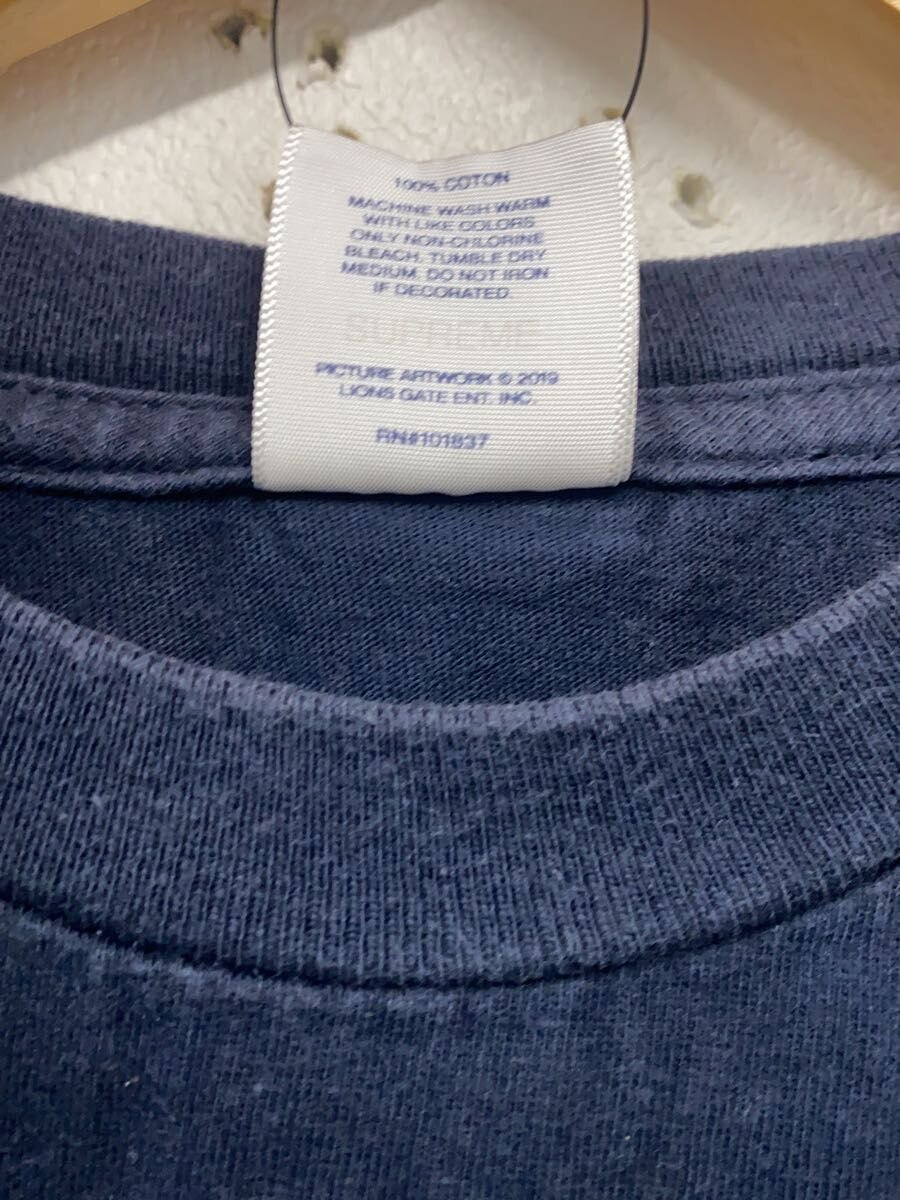 100% COTON
MACHINE WASH WARM
WITH LIKE COLORS
ONLY NON-CHLORINE
BLEACH. TUMBLE DRY
MEDIUM. DO NOT IRON
IF DECORATED.
SUPREME
PICTURE ARTWORK © 2019
LIONS GATE ENT. INC.
RN#101837